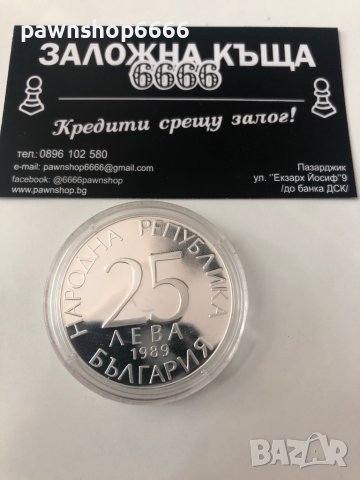 pawnshop6666
ЗАЛОЖНА КЪЩА
6666
Кредити срещу залог!
тел.: 0896 102 580
e-mail: pawnshop6666@gmail.com
facebook: @6666pawnshop
www.pawnshop.bg
Пазарджик
ул. "Екзарх Йосиф"9
/до банка ДСК/
НАРОДНА РЕПУБЛИКА
25
ЛЕВА
1989
БЪЛГАРИЯ
BAZAR